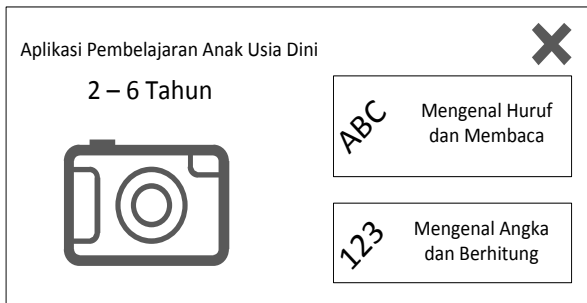 Aplikasi Pembelajaran Anak Usia Dini
2 – 6 Tahun
ABC
Mengenal Huruf
dan Membaca
123
Mengenal Angka
dan Berhitung